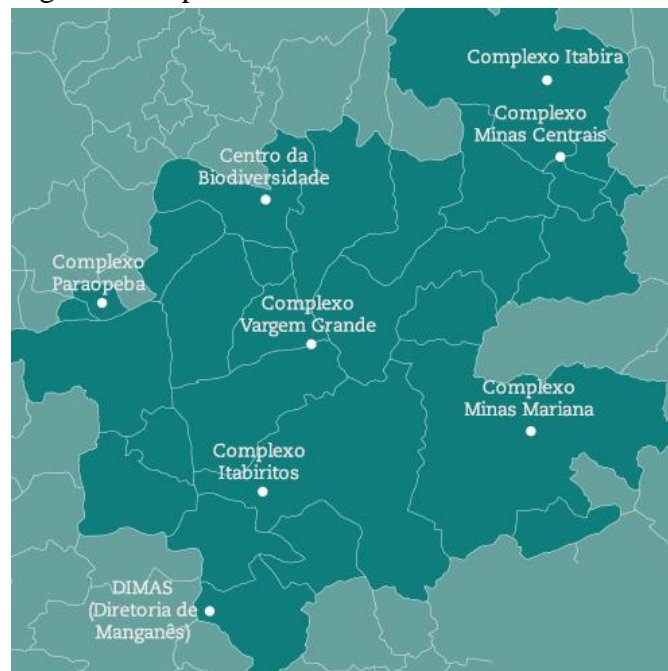 Complexo Itabira
Complexo
Minas Centrais
Centro da
Biodiversidade
Complexo
Paraopeba
Complexo
Vargem Grande
Complexo
Minas Mariana
Complexo
Itabiritos
DIMAS
(Diretoria de
Manganês)